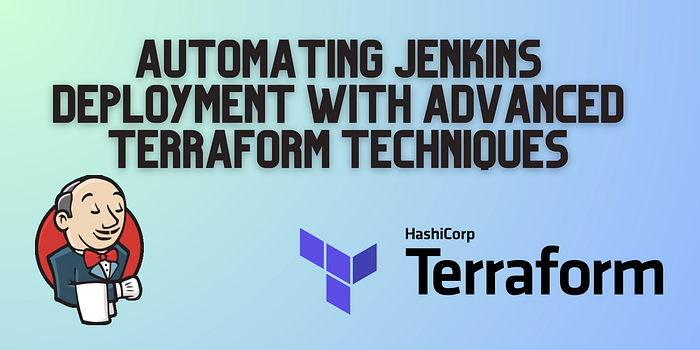 AUTOMATING JENKINS
DEPLOYMENT WITH ADVANCED
TERRAFORM TECHNIQUES
HashiCorp
Terraform